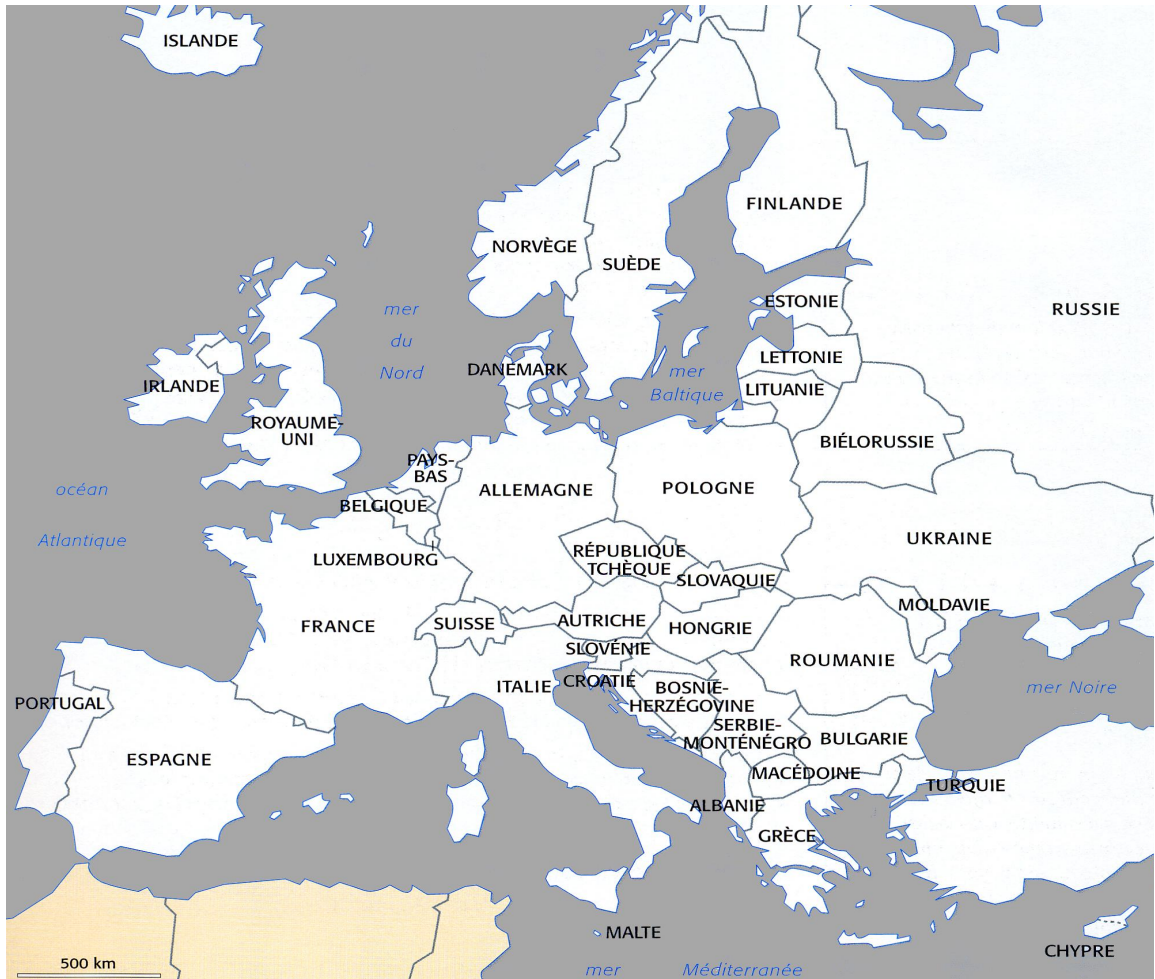 ISLANDE
FINLANDE
NORVÈGE
SUÈDE
ESTONIE
RUSSIE
mer
du
Nord
LETTONIE
DANEMARK
mer
Baltique
IRLANDE
LITUANIE
ROYAUME-
UNI
BIÉLORUSSIE
PAYS-
BAS
océan
Atlantique
ALLEMAGNE
POLOGNE
BELGIQUE
UKRAINE
LUXEMBOURG
RÉPUBLIQUE
TCHÈQUE
SLOVAQUIE
MOLDAVIE
FRANCE
SUISSE
AUTRICHE
HONGRIE
SLOVÉNIE
ROUMANIE
CROATIE
ITALIE
BOSNIE-
HERZÉGOVINE
mer Noire
PORTUGAL
SERBIE-
MONTÉNÉGRO
BULGARIE
ESPAGNE
MACÉDOINE
TURQUIE
ALBANIE
GRÈCE
MALTE
CHYPRE
500 km
mer Méditerranée